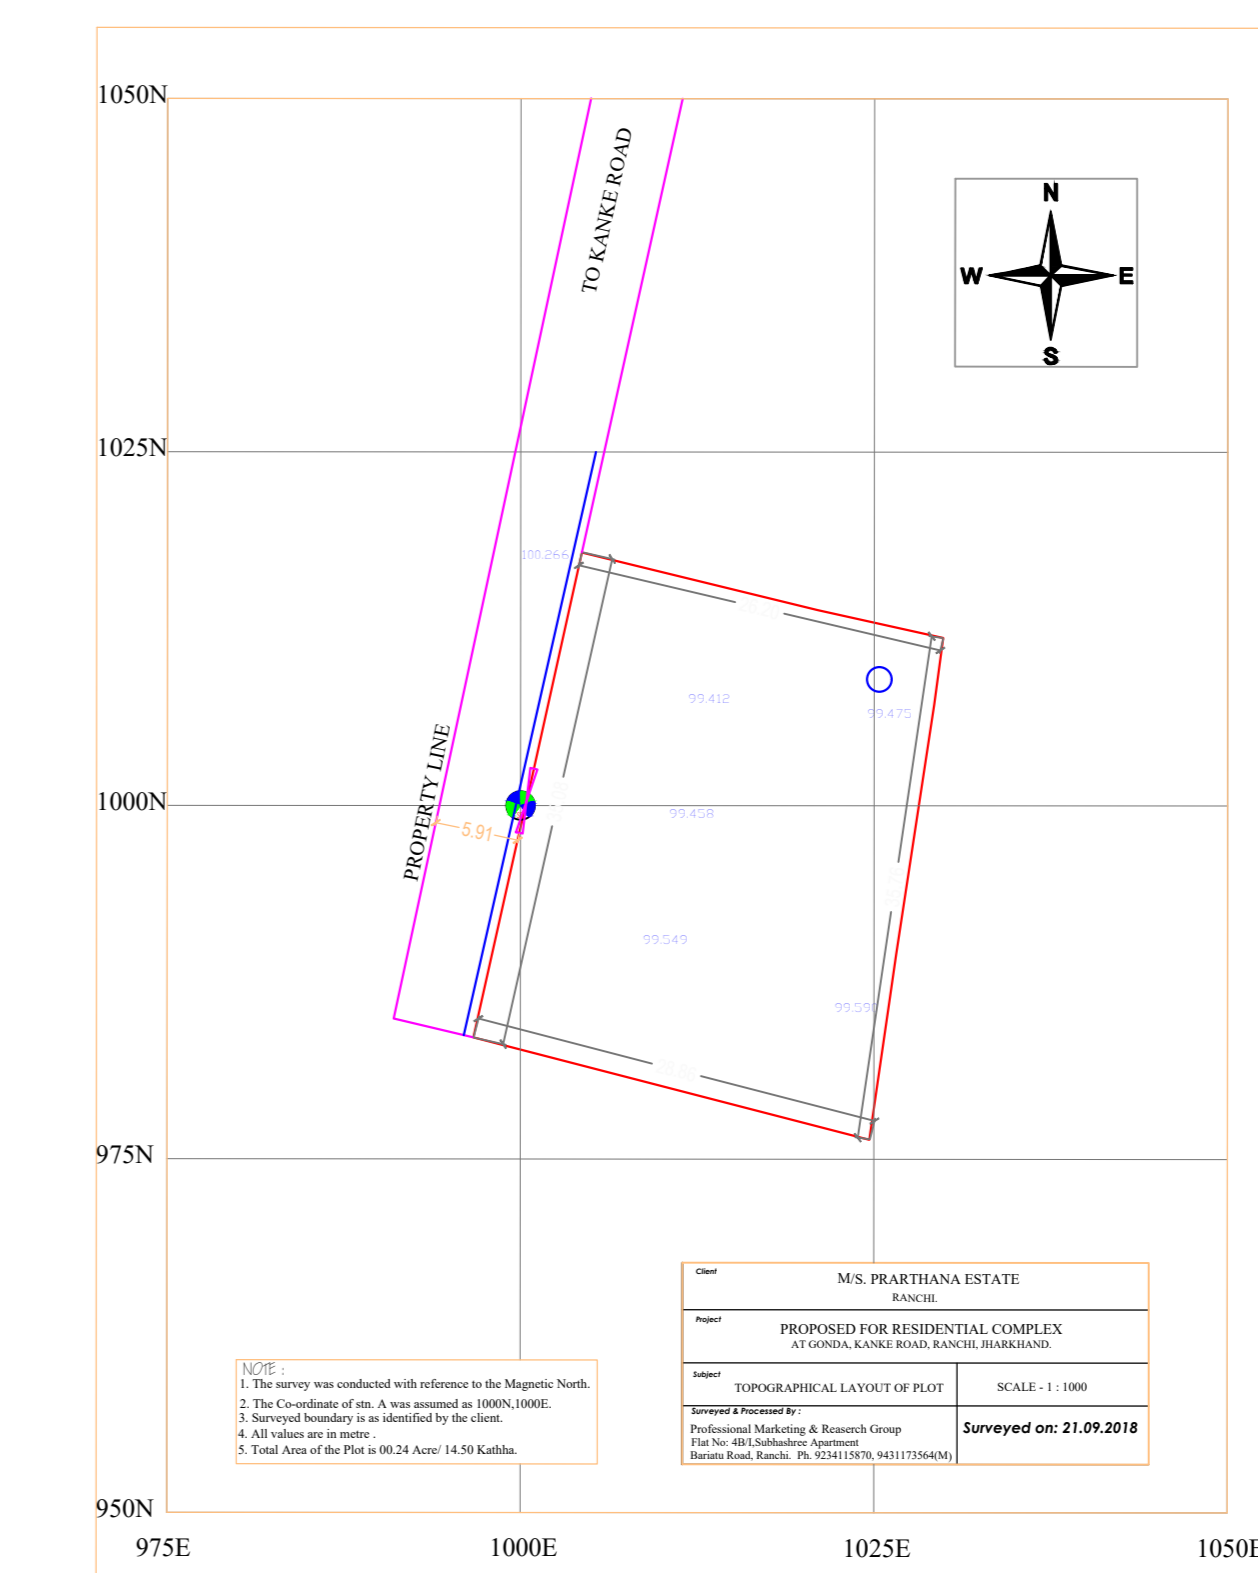 1050N
TO KANKE ROAD
N
W
E
S
1025N
100.266
99.412
99.475
PROPERTY LINE
1000N
5.91
99.458
99.549
99.590
975N
Client
M/S. PRARTHANA ESTATE
RANCHI.
Project
PROPOSED FOR RESIDENTIAL COMPLEX
AT GONDA, KANKE ROAD, RANCHI, JHARKHAND.
Subject
TOPOGRAPHICAL LAYOUT OF PLOT
SCALE - 1 : 1000
Surveyed & Processed By :
Professional Marketing & Reaserch Group
Flat No: 4B/I,Subhashree Apartment
Bariatu Road, Ranchi. Ph. 9234115870, 9431173564(M)
Surveyed on: 21.09.2018
NOTE :
1. The survey was conducted with reference to the Magnetic North.
2. The Co-ordinate of stn. A was assumed as 1000N,1000E.
3. Surveyed boundary is as identified by the client.
4. All values are in metre .
5. Total Area of the Plot is 00.24 Acre/ 14.50 Kathha.
950N
975E
1000E
1025E
1050E